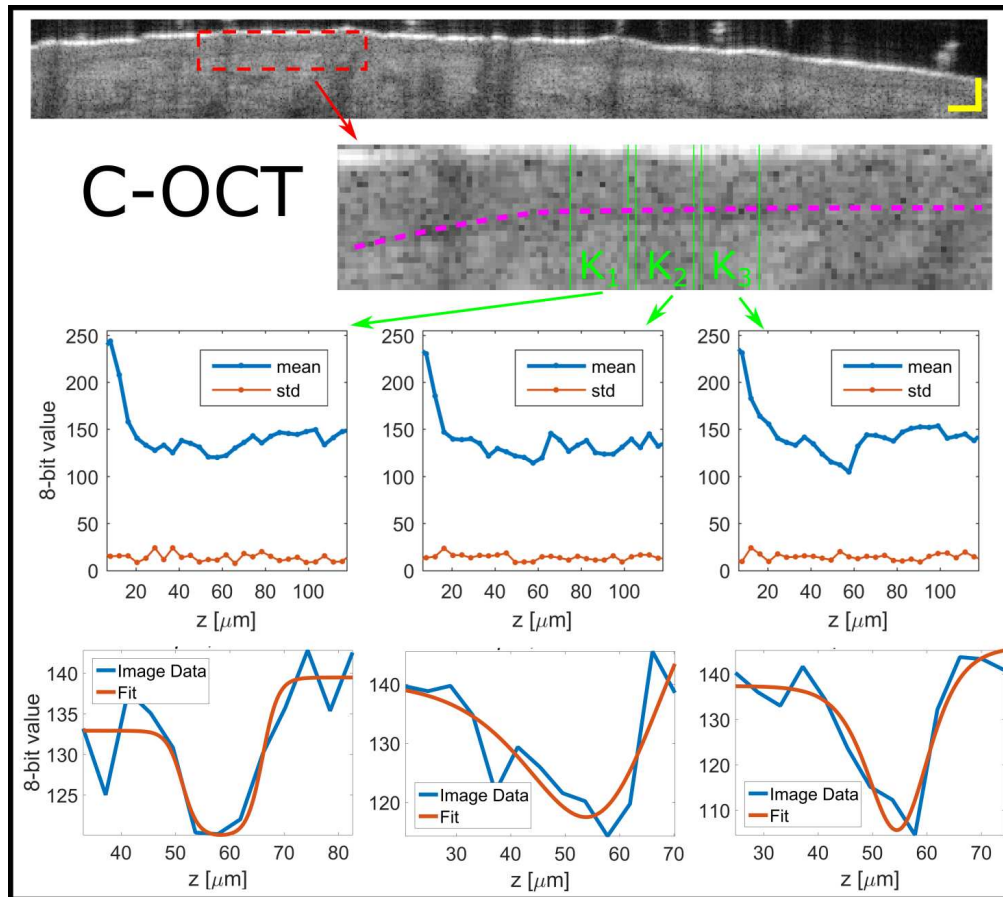 C-OCT
K1 K2 K3
250
200
150
100
50
0
8-bit value
mean
std
0 20 40 60 80 100
z [μm]
250
200
150
100
50
0
mean
std
0 20 40 60 80 100
z [μm]
250
200
150
100
50
0
mean
std
0 20 40 60 80 100
z [μm]
140
135
130
125
8-bit value
Image Data
Fit
40 50 60 70 80
z [μm]
140
130
120
Image Data
Fit
30 40 50 60 70
z [μm]
140
130
120
110
Image Data
Fit
30 40 50 60 70
z [μm]